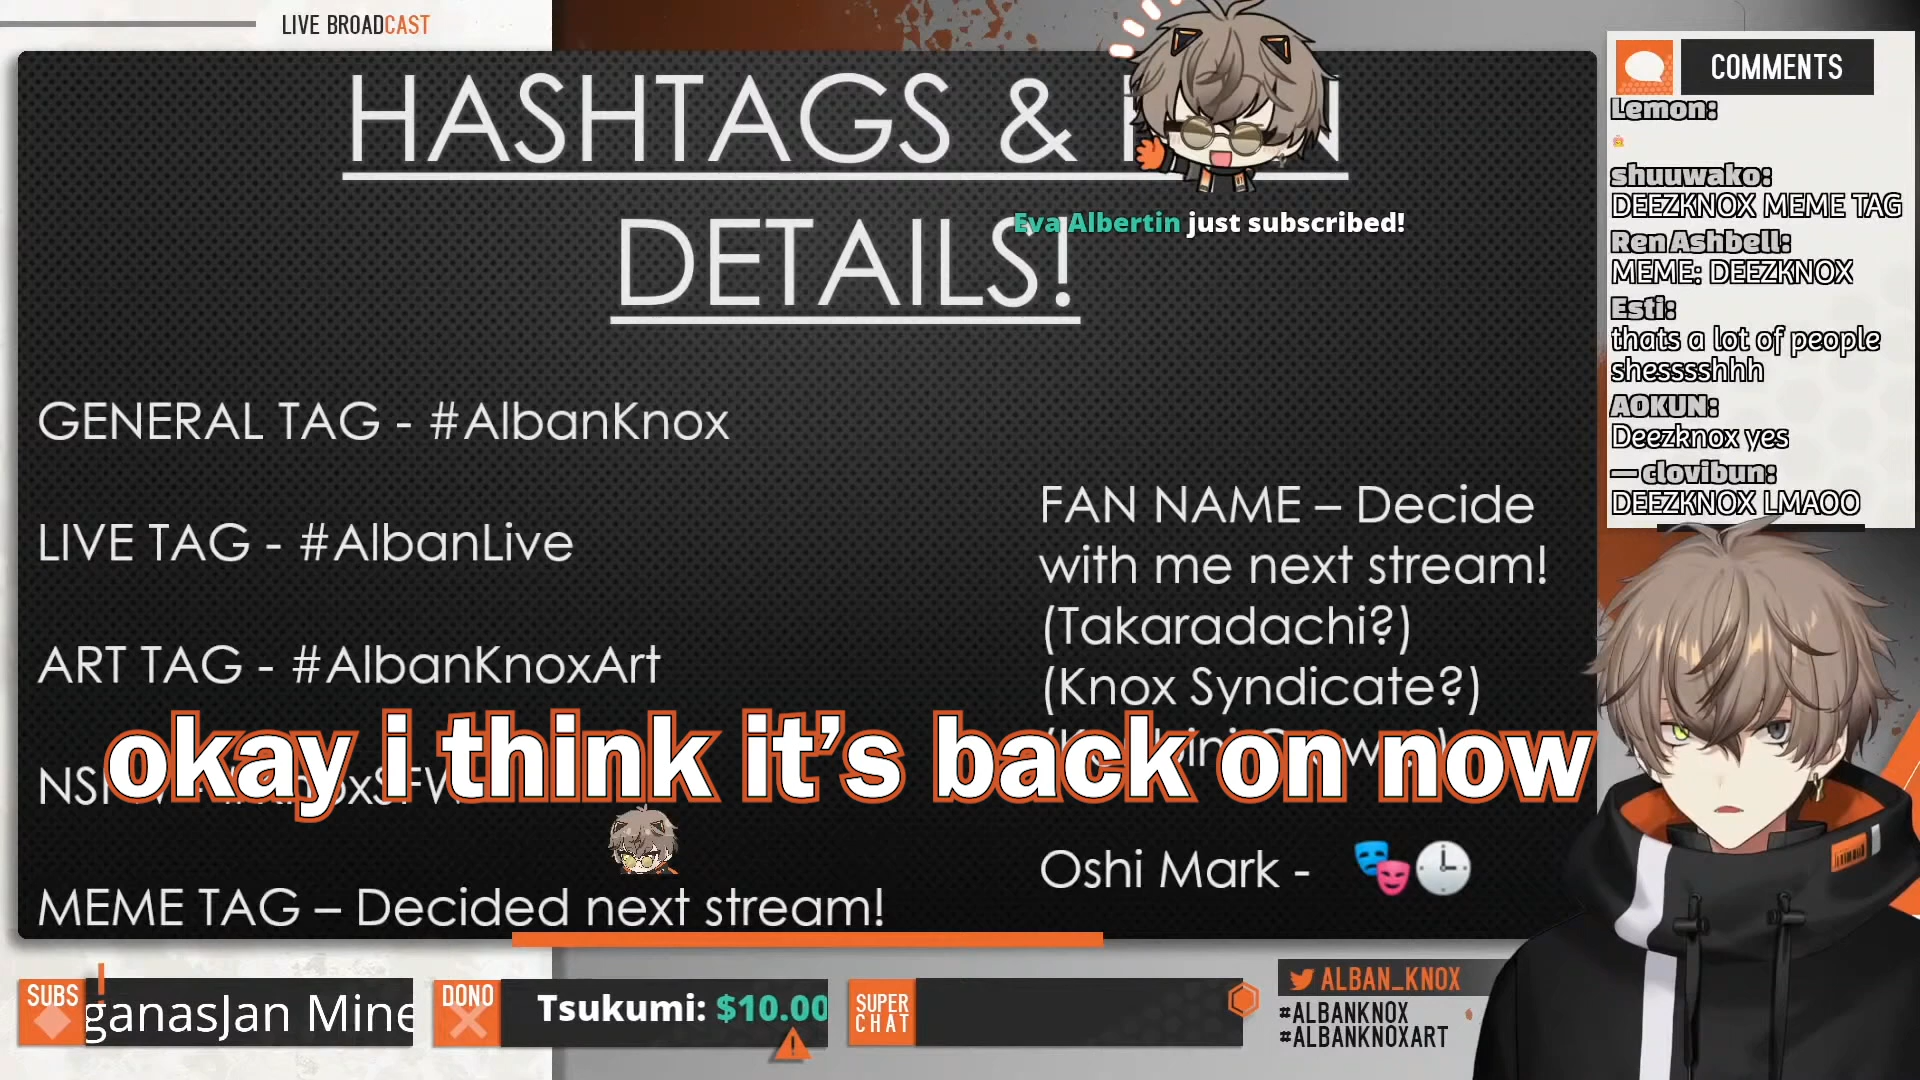 LIVE BROADCAST
HASHTAGS &
DETAILS!
Eva Albertin just subscribed!
GENERAL TAG - #AlbanKnox
LIVE TAG - #AlbanLive
ART TAG - #AlbanKnoxArt
MEME TAG – Decided next stream!
FAN NAME – Decide
with me next stream!
(Takaradachi?)
(Knox Syndicate?)
Oshi Mark -
okay i think it's back on now
COMMENTS
Lemon:
shuuwako:
DEEZKNOX MEME TAG
Ren Ashbell:
MEME: DEEZKNOX
Esti:
thats a lot of people
shesssshhh
AOKUN:
Deezknox yes
— clovibun:
DEEZKNOX LMAOO
SUBS
ganasJan Mine
DONO
Tsukumi: $10.00
SUPER
CHAT
ALBAN_KNOX
#ALBANKNOX
#ALBANKNOXART